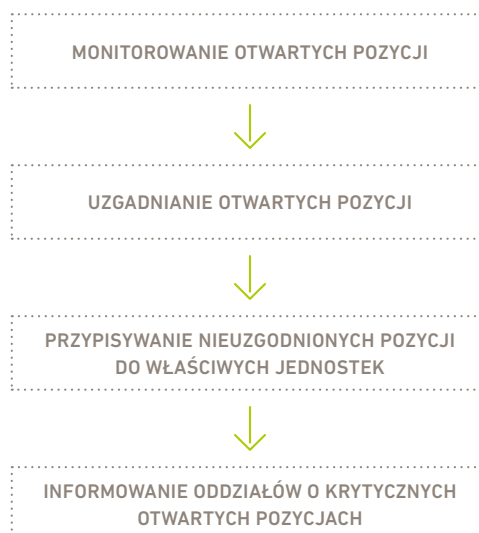 MONITOROWANIE OTWARTYCH POZYCJI
UZGADNIANIE OTWARTYCH POZYCJI
PRZYPISYWANIE NIEUZGODNIONYCH POZYCJI
DO WŁAŚCIWYCH JEDNOSTEK
INFORMOWANIE ODDZIAŁÓW O KRYTYCZNYCH
OTWARTYCH POZYCJACH